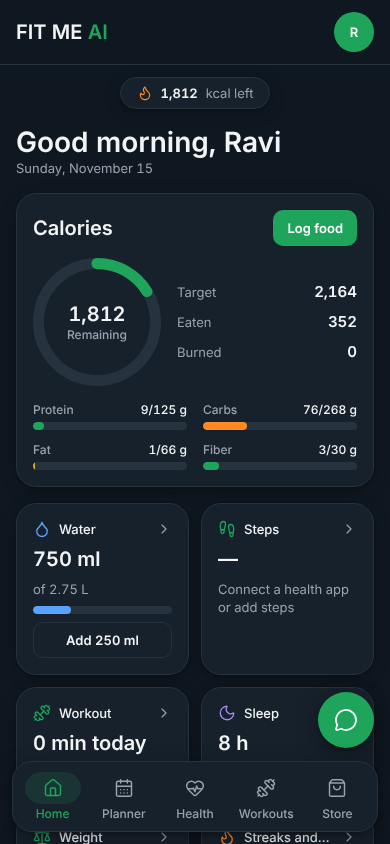 FIT ME AI
R
1,812 kcal left
Good morning, Ravi
Sunday, November 15
Calories
Log food
1,812
Remaining
Target 2,164
Eaten 352
Burned 0
Protein 9/125 g
Carbs 76/268 g
Fat 1/66 g
Fiber 3/30 g
Water
750 ml
of 2.75 L
Add 250 ml
Steps
—
Connect a health app
or add steps
Workout
0 min today
Sleep
8 h
Home
Planner
Health
Workouts
Store
Weight
Streaks and...